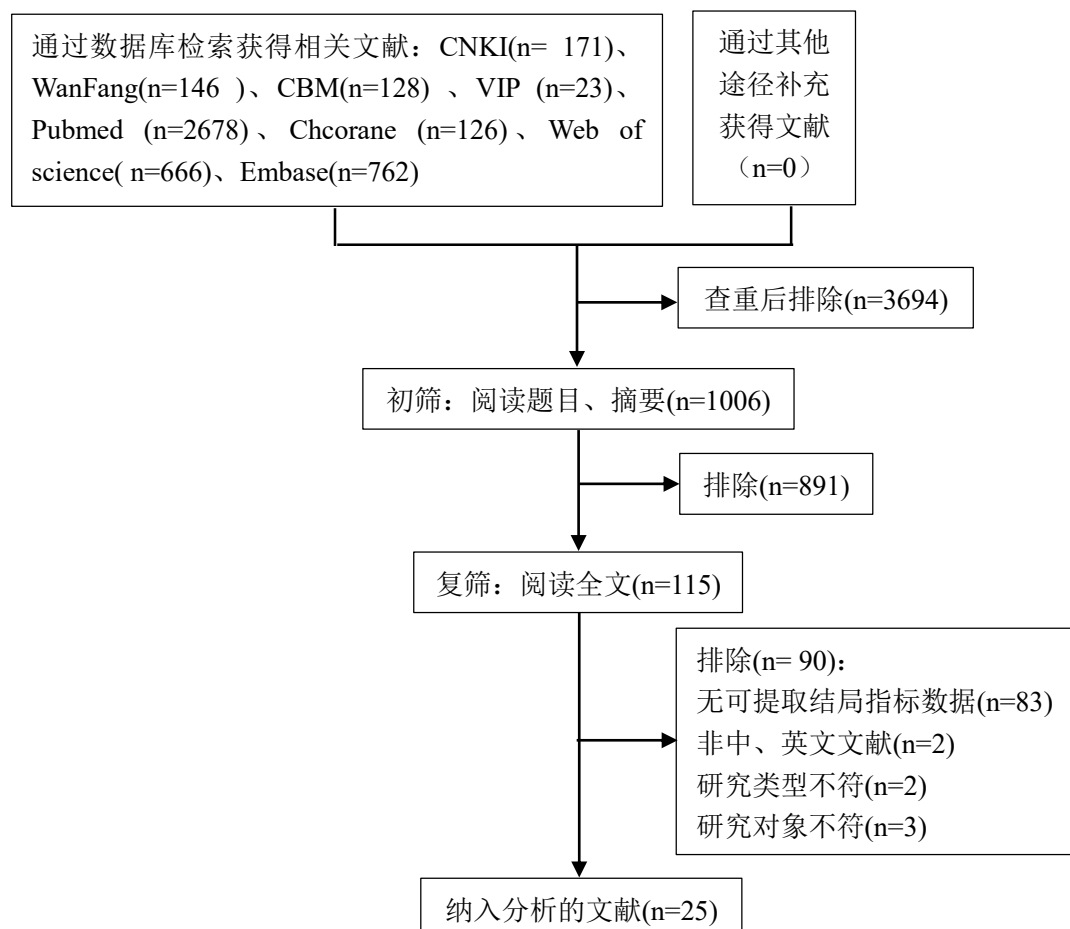 通过数据库检索获得相关文献：CNKI(n= 171)、
WanFang(n=146 )、CBM(n=128) 、VIP (n=23)、
Pubmed (n=2678)、Chcorane (n=126)、Web of
science( n=666)、Embase(n=762)
通过其他
途径补充
获得文献
（n=0）
查重后排除(n=3694)
初筛：阅读题目、摘要(n=1006)
排除(n=891)
复筛：阅读全文(n=115)
排除(n= 90)：
无可提取结局指标数据(n=83)
非中、英文文献(n=2)
研究类型不符(n=2)
研究对象不符(n=3)
纳入分析的文献(n=25)